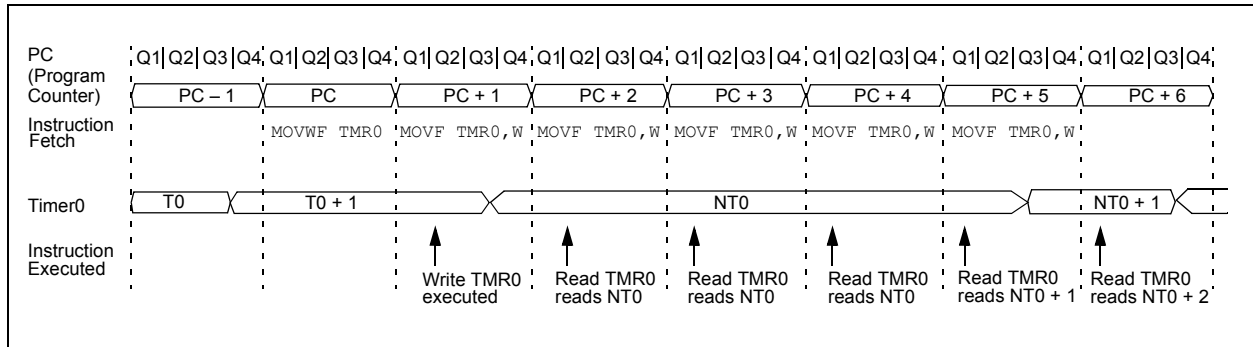 PC (Program Counter)
Q1 Q2 Q3 Q4 Q1 Q2 Q3 Q4 Q1 Q2 Q3 Q4 Q1 Q2 Q3 Q4 Q1 Q2 Q3 Q4 Q1 Q2 Q3 Q4 Q1 Q2 Q3 Q4 Q1 Q2 Q3 Q4
PC – 1 PC PC + 1 PC + 2 PC + 3 PC + 4 PC + 5 PC + 6
Instruction
Fetch
MOVWF TMR0 MOVF TMR0,W MOVF TMR0,W MOVF TMR0,W MOVF TMR0,W MOVF TMR0,W
Timer0 T0 T0 + 1 NT0 NT0 + 1
Instruction
Executed
Write TMR0
executed
Read TMR0
reads NT0
Read TMR0
reads NT0
Read TMR0
reads NT0
Read TMR0
reads NT0 + 1
Read TMR0
reads NT0 + 2